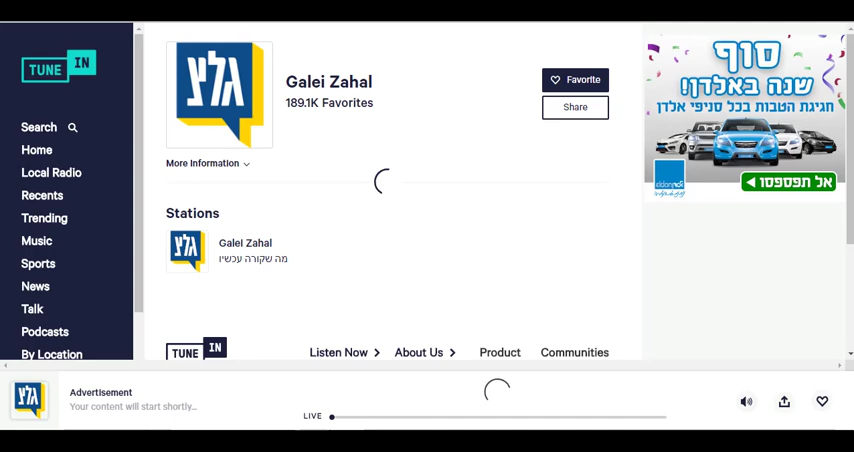 TUNE IN
Search
Home
Local Radio
Recents
Trending
Music
Sports
News
Talk
Podcasts
By Location
גלצ
Galei Zahal
189.1K Favorites
Favorite
Share
More Information
Stations
גלצ
Galei Zahal
מה שקורה עכשיו
TUNE IN
Listen Now
About Us
Product
Communities
סוף
שנה באלדן!
חגיגת הטבות בכל סניפי אלדן
אל תפספסו
גלצ
Advertisement
Your content will start shortly...
LIVE